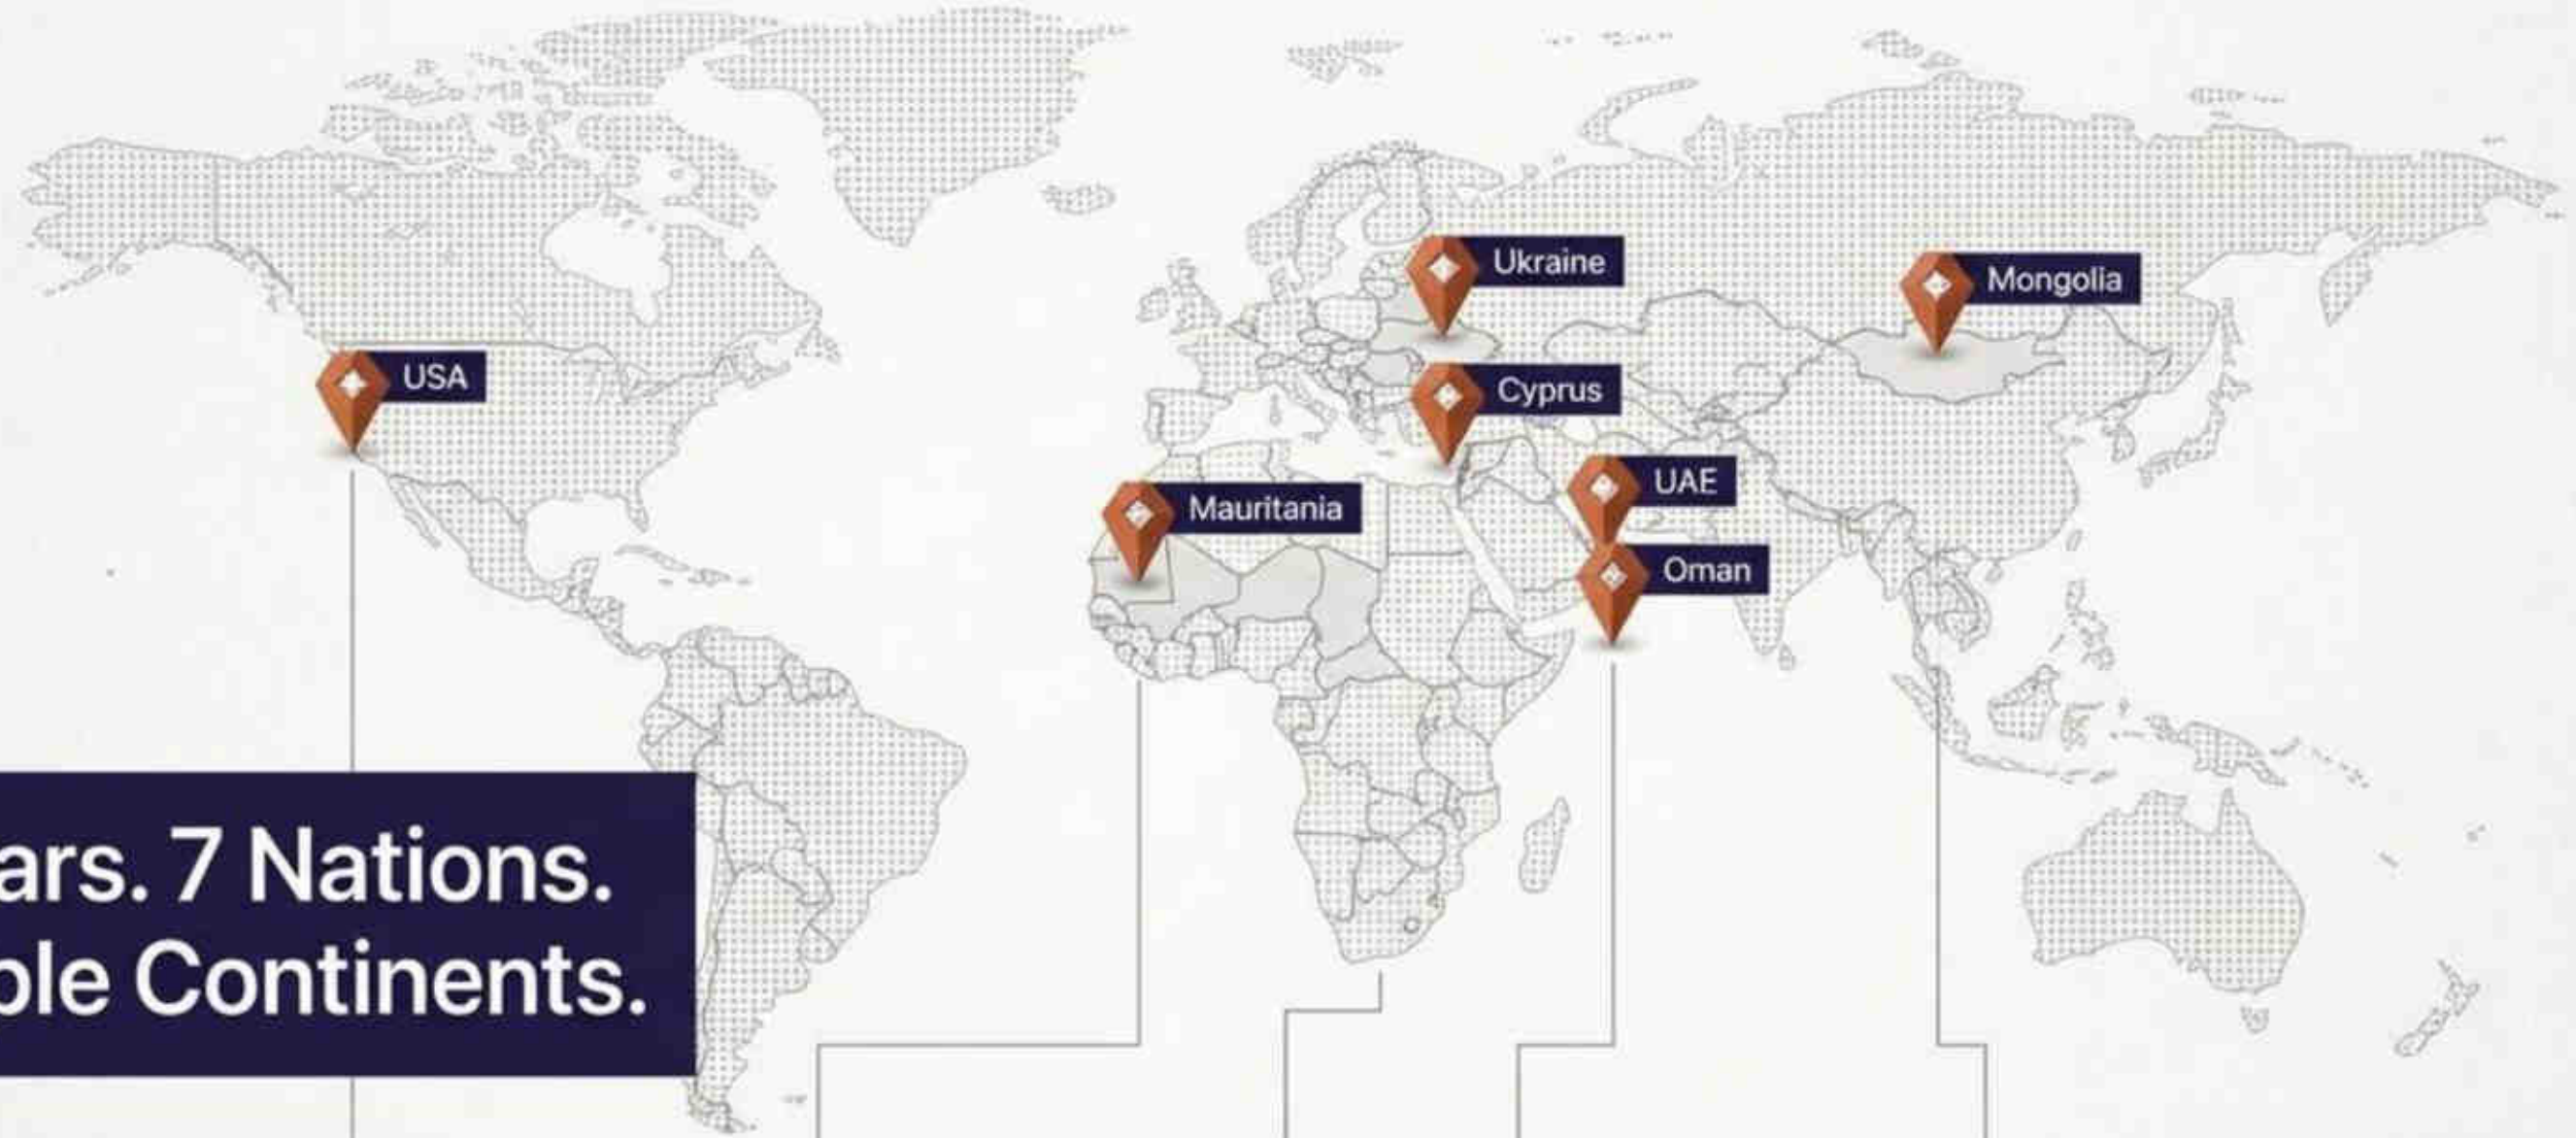 Ukraine
Mongolia
USA
Cyprus
UAE
Mauritania
Oman
ars. 7 Nations.
ple Continents.